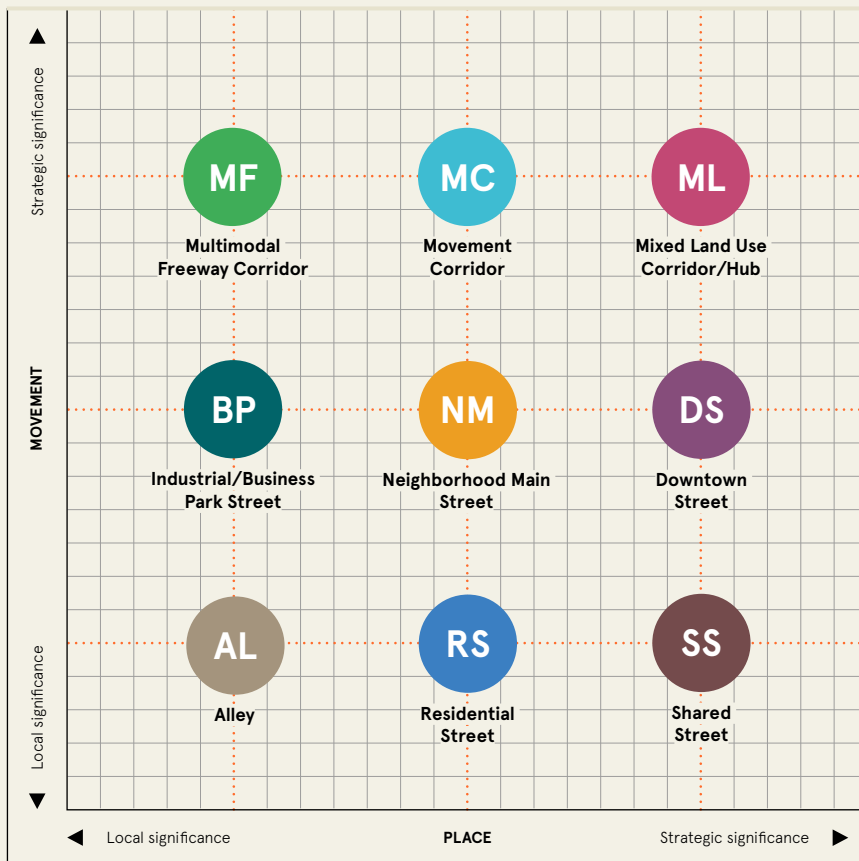 Strategic significance
MF
MC
ML
Multimodal
Freeway Corridor
Movement
Corridor
Mixed Land Use
Corridor/Hub
MOVEMENT
BP
NM
DS
Industrial/Business
Park Street
Neighborhood Main
Street
Downtown
Street
AL
RS
SS
Alley
Residential
Street
Shared
Street
Local significance
Local significance
PLACE
Strategic significance